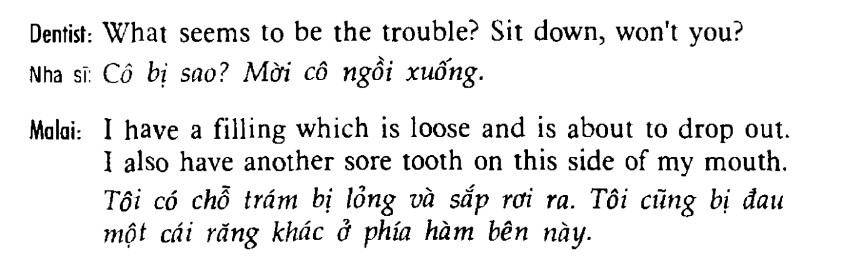 Dentist: What seems to be the trouble? Sit down, won't you?
Nha sĩ: Cô bị sao? Mời cô ngồi xuống.
Malai: I have a filling which is loose and is about to drop out.
I also have another sore tooth on this side of my mouth.
Tôi có chỗ trám bị lỏng và sắp rơi ra. Tôi cũng bị đau
một cái răng khác ở phía hàm bên này.